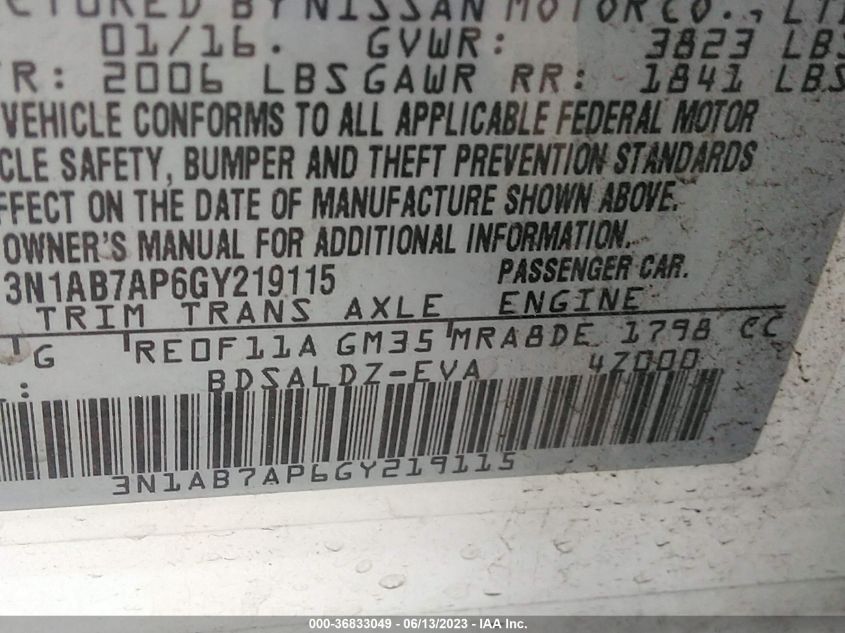 CTURED BY NISSAN MOTOR CO., LT
01/16. GVWR: 3823 LBS
R: 2006 LBS GAWR RR: 1841 LBS
VEHICLE CONFORMS TO ALL APPLICABLE FEDERAL MOTOR
CLE SAFETY, BUMPER AND THEFT PREVENTION STANDARDS
FFECT ON THE DATE OF MANUFACTURE SHOWN ABOVE.
OWNER'S MANUAL FOR ADDITIONAL INFORMATION.
3N1AB7AP6GY219115 PASSENGER CAR.
TRIM TRANS AXLE ENGINE
G RE0F11A GM35 MRA8DE 1798 CC
BDSALDZ-EVA 4Z000
3N1AB7AP6GY219115
000-36833049 - 06/13/2023 - IAA Inc.